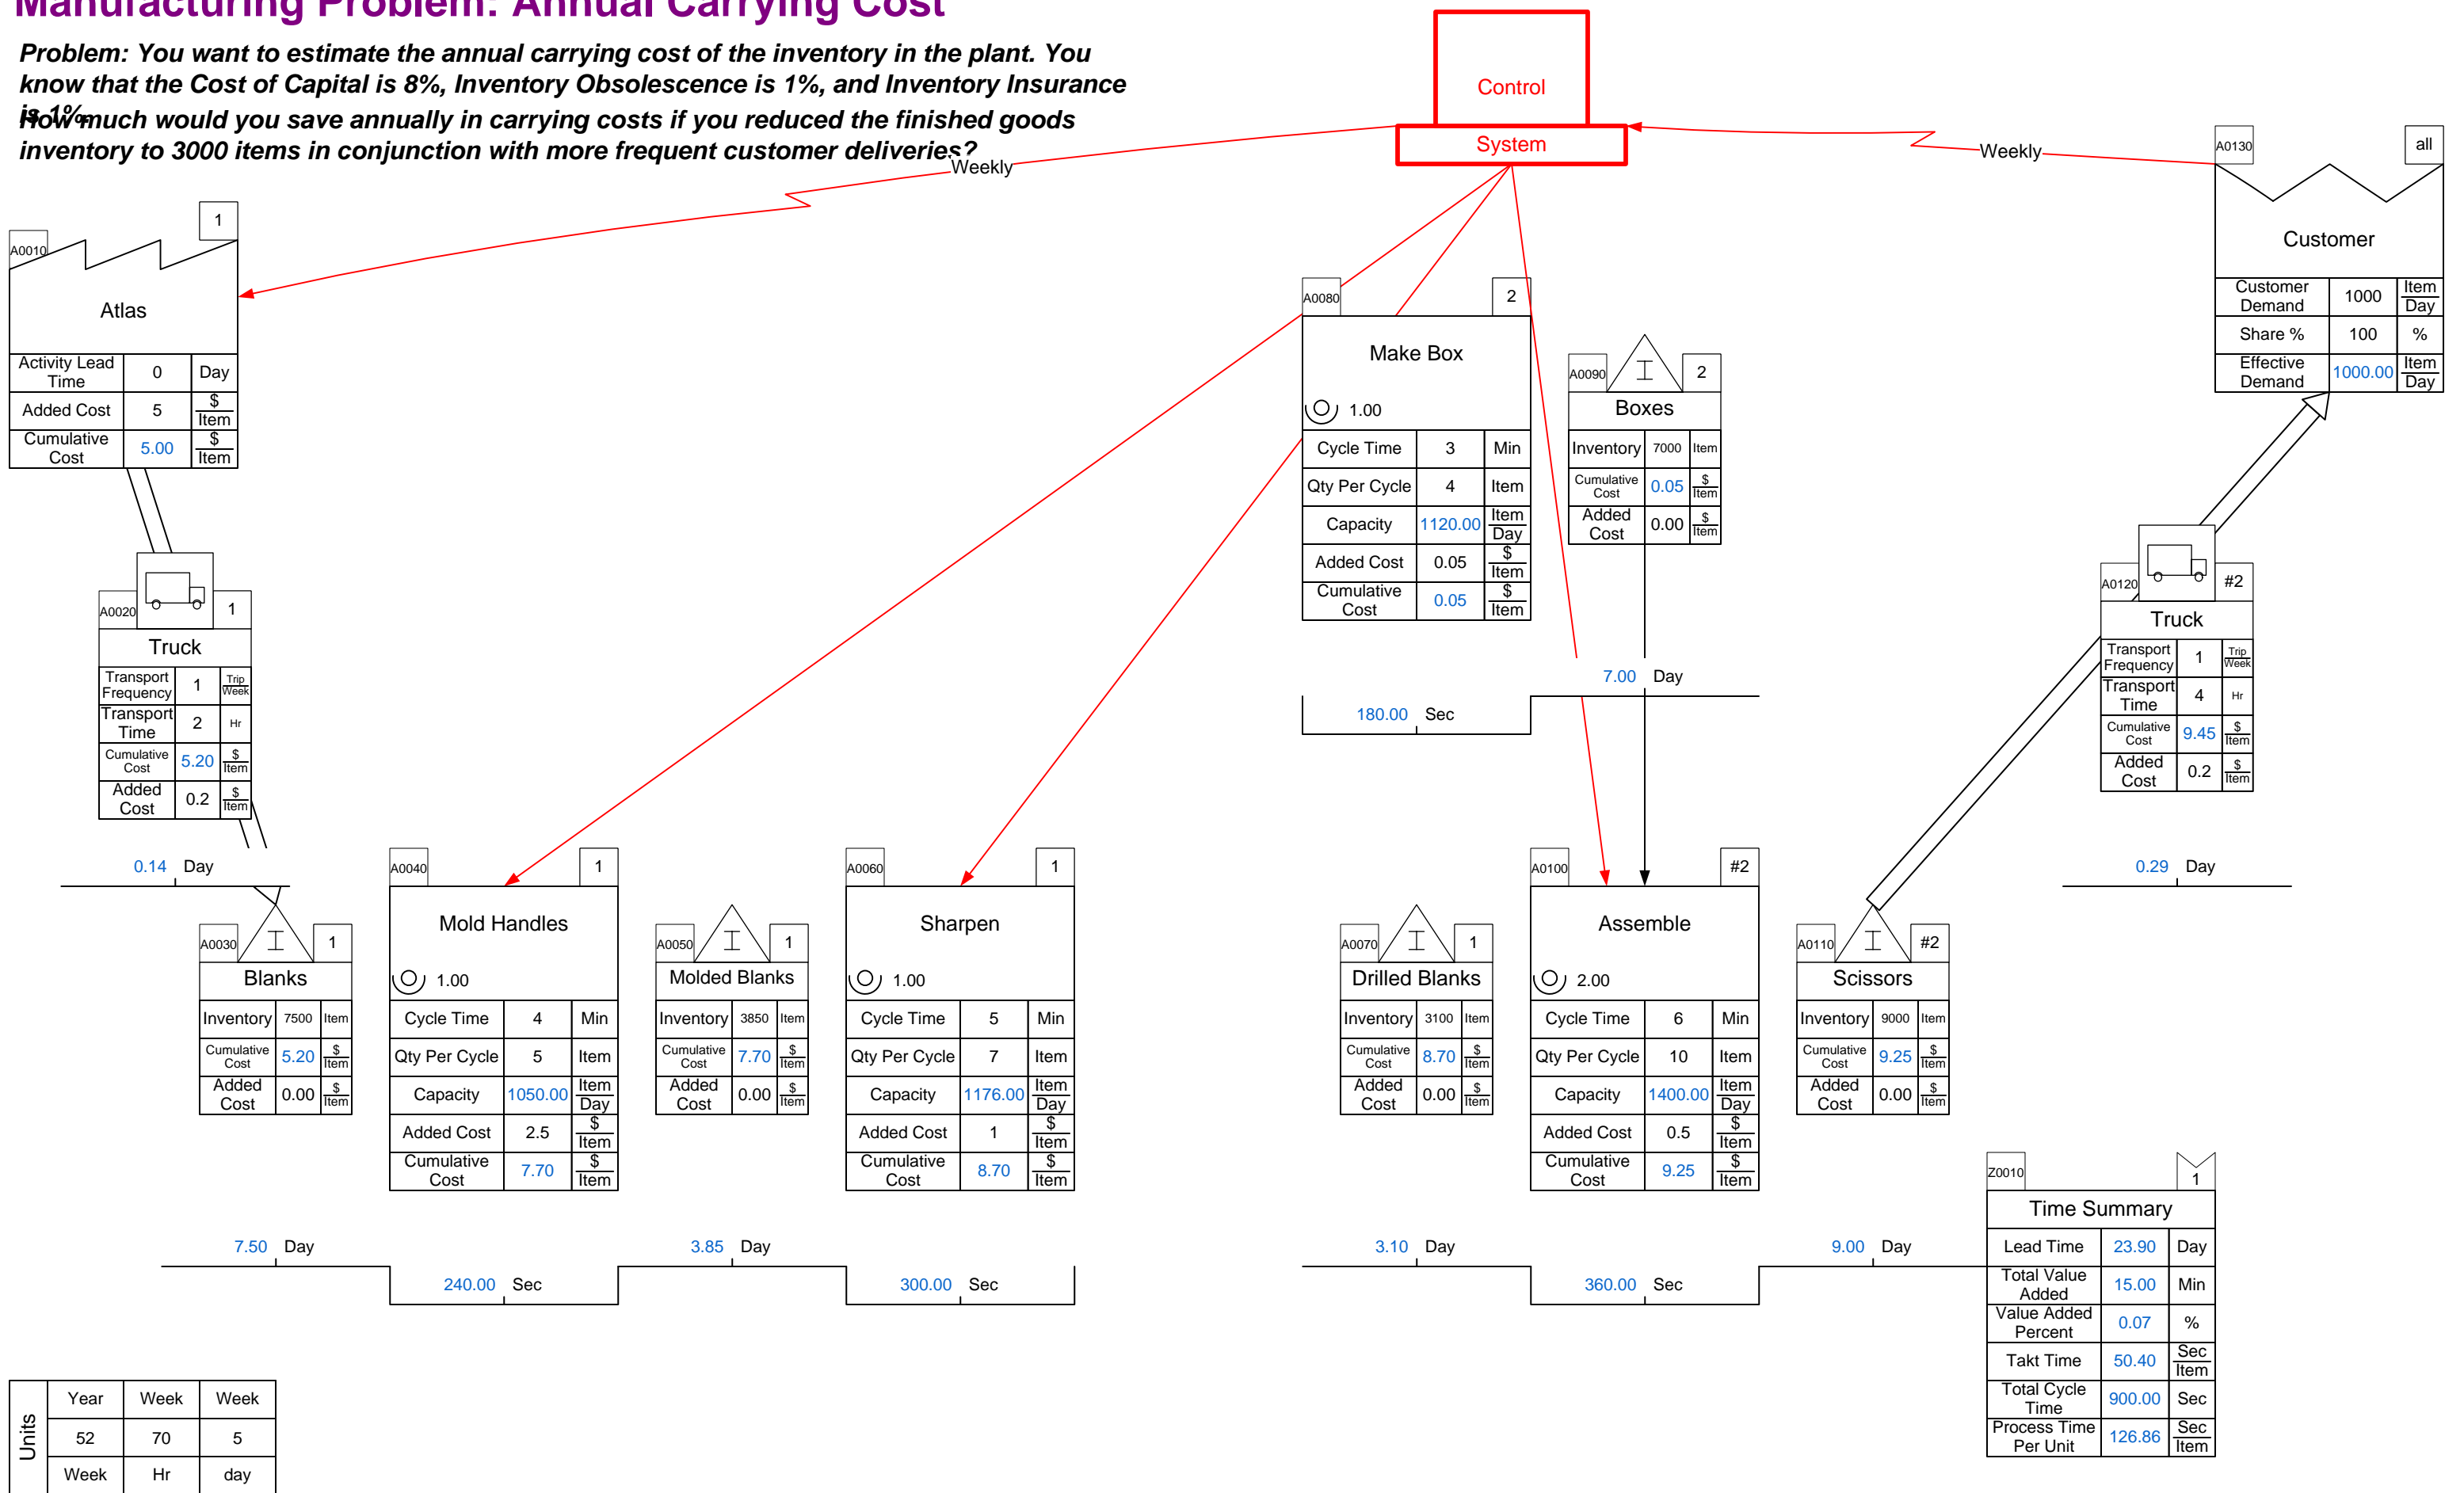 Manufacturing Problem: Annual Carrying Cost
Problem: You want to estimate the annual carrying cost of the inventory in the plant. You
know that the Cost of Capital is 8%, Inventory Obsolescence is 1%, and Inventory Insurance
is 1%.
How much would you save annually in carrying costs if you reduced the finished goods
inventory to 3000 items in conjunction with more frequent customer deliveries?
Control
System
Weekly
Weekly
A0010
1
Atlas
Activity Lead Time 0 Day
Added Cost 5 $ Item
Cumulative Cost 5.00 $ Item
A0130
all
Customer
Customer Demand 1000 Item Day
Share % 100 %
Effective Demand 1000.00 Item Day
A0080
2
Make Box
1.00
Cycle Time 3 Min
Qty Per Cycle 4 Item
Capacity 1120.00 Item Day
Added Cost 0.05 $ Item
Cumulative Cost 0.05 $ Item
A0090
I
2
Boxes
Inventory 7000 Item
Cumulative Cost 0.05 $ Item
Added Cost 0.00 $ Item
7.00 Day
180.00 Sec
A0020
1
Truck
Transport Frequency 1 Trip Week
Transport Time 2 Hr
Cumulative Cost 5.20 $ Item
Added Cost 0.2 $ Item
0.14 Day
A0120
#2
Truck
Transport Frequency 1 Trip Week
Transport Time 4 Hr
Cumulative Cost 9.45 $ Item
Added Cost 0.2 $ Item
0.29 Day
A0030
I
1
Blanks
Inventory 7500 Item
Cumulative Cost 5.20 $ Item
Added Cost 0.00 $ Item
A0040
1
Mold Handles
1.00
Cycle Time 4 Min
Qty Per Cycle 5 Item
Capacity 1050.00 Item Day
Added Cost 2.5 $ Item
Cumulative Cost 7.70 $ Item
A0050
I
1
Molded Blanks
Inventory 3850 Item
Cumulative Cost 7.70 $ Item
Added Cost 0.00 $ Item
A0060
1
Sharpen
1.00
Cycle Time 5 Min
Qty Per Cycle 7 Item
Capacity 1176.00 Item Day
Added Cost 1 $ Item
Cumulative Cost 8.70 $ Item
A0070
I
1
Drilled Blanks
Inventory 3100 Item
Cumulative Cost 8.70 $ Item
Added Cost 0.00 $ Item
A0100
#2
Assemble
2.00
Cycle Time 6 Min
Qty Per Cycle 10 Item
Capacity 1400.00 Item Day
Added Cost 0.5 $ Item
Cumulative Cost 9.25 $ Item
A0110
I
#2
Scissors
Inventory 9000 Item
Cumulative Cost 9.25 $ Item
Added Cost 0.00 $ Item
7.50 Day
240.00 Sec
3.85 Day
300.00 Sec
3.10 Day
360.00 Sec
9.00 Day
Z0010
1
Time Summary
Lead Time 23.90 Day
Total Value Added 15.00 Min
Value Added Percent 0.07 %
Takt Time 50.40 Sec Item
Total Cycle Time 900.00 Sec
Process Time Per Unit 126.86 Sec Item
Units
Year Week Week
52 70 5
Week Hr day